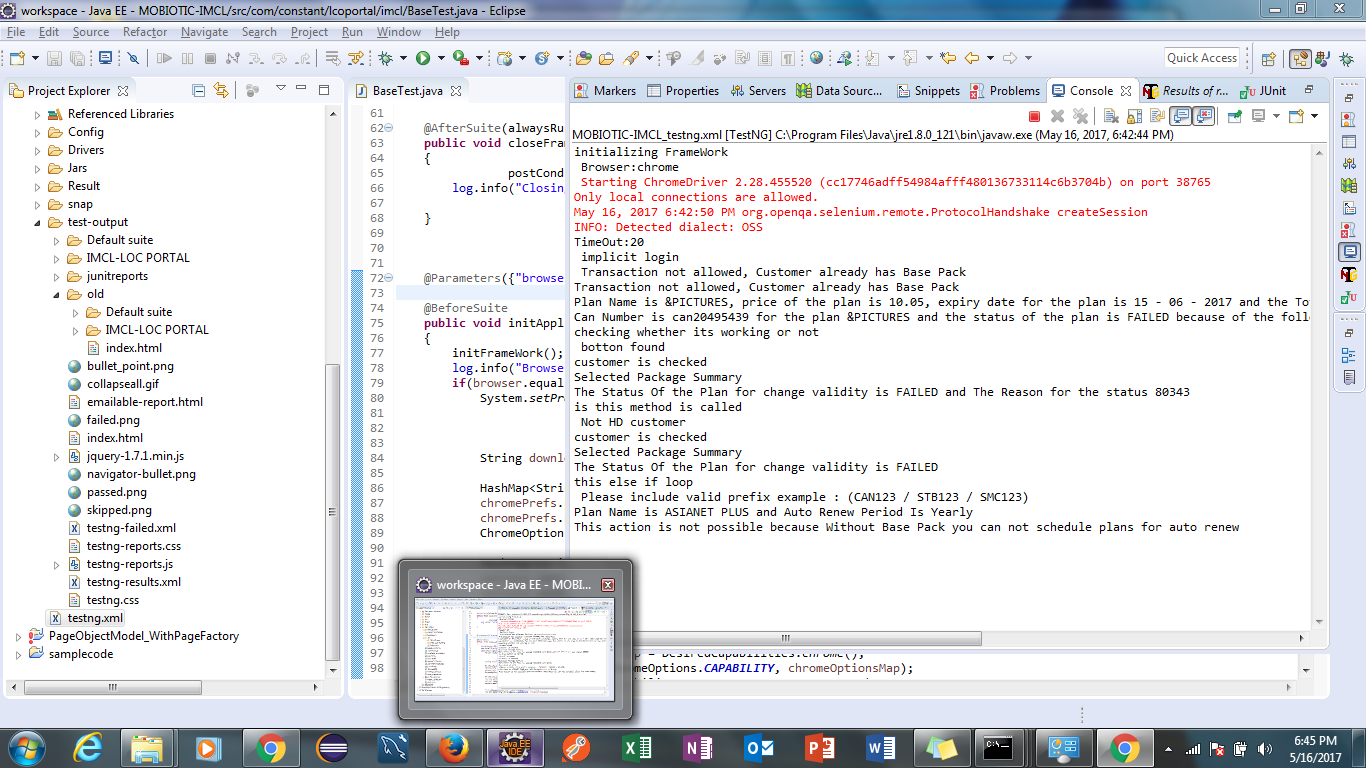 workspace - Java EE - MOBIOTIC-IMCL/src/com/constant/lcoportal/imcl/BaseTest.java - Eclipse
File Edit Source Refactor Navigate Search Project Run Window Help
Quick Access
Project Explorer
Referenced Libraries
Config
Drivers
Jars
Result
snap
test-output
Default suite
IMCL-LOC PORTAL
junitreports
old
Default suite
IMCL-LOC PORTAL
index.html
bullet_point.png
collapseall.gif
emailable-report.html
failed.png
index.html
jquery-1.7.1.min.js
navigator-bullet.png
passed.png
skipped.png
testng-failed.xml
testng-reports.css
testng-reports.js
testng-results.xml
testng.css
testng.xml
PageObjectModel_WithPageFactory
samplecode
BaseTest.java
61
62 @AfterSuite(alwaysRu
63 public void closeFram
64 {
65 postCond
66 log.info("Closin
67
68 }
69
70
71
72 @Parameters({"browse
73
74 @BeforeSuite
75 public void initAppl
76 {
77 initFrameWork();
78 log.info("Browse
79 if(browser.equal
80 System.setPr
81
82
83
84 String downl
85
86 HashMap<Stri
87 chromePrefs.
88 chromePrefs.
89 ChromeOption
90
91
92
93
94
95
96
97 p = DesiredCapabilities.chrome();
98 meOptions.CAPABILITY, chromeOptionsMap);
Markers Properties Servers Data Sourc... Snippets Problems Console Results of r... JUnit
MOBIOTIC-IMCL_testng.xml [TestNG] C:\Program Files\Java\jre1.8.0_121\bin\javaw.exe (May 16, 2017, 6:42:44 PM)
initializing FrameWork
Browser:chrome
Starting ChromeDriver 2.28.455520 (cc17746adff54984afff480136733114c6b3704b) on port 38765
Only local connections are allowed.
May 16, 2017 6:42:50 PM org.openqa.selenium.remote.ProtocolHandshake createSession
INFO: Detected dialect: OSS
TimeOut:20
implicit login
Transaction not allowed, Customer already has Base Pack
Transaction not allowed, Customer already has Base Pack
Plan Name is &PICTURES, price of the plan is 10.05, expiry date for the plan is 15 - 06 - 2017 and the To
Can Number is can20495439 for the plan &PICTURES and the status of the plan is FAILED because of the foll
checking whether its working or not
botton found
customer is checked
Selected Package Summary
The Status Of the Plan for change validity is FAILED and The Reason for the status 80343
is this method is called
Not HD customer
customer is checked
Selected Package Summary
The Status Of the Plan for change validity is FAILED
this else if loop
Please include valid prefix example : (CAN123 / STB123 / SMC123)
Plan Name is ASIANET PLUS and Auto Renew Period Is Yearly
This action is not possible because Without Base Pack you can not schedule plans for auto renew
workspace - Java EE - MOBI...
Java EE
IDE
6:45 PM
5/16/2017